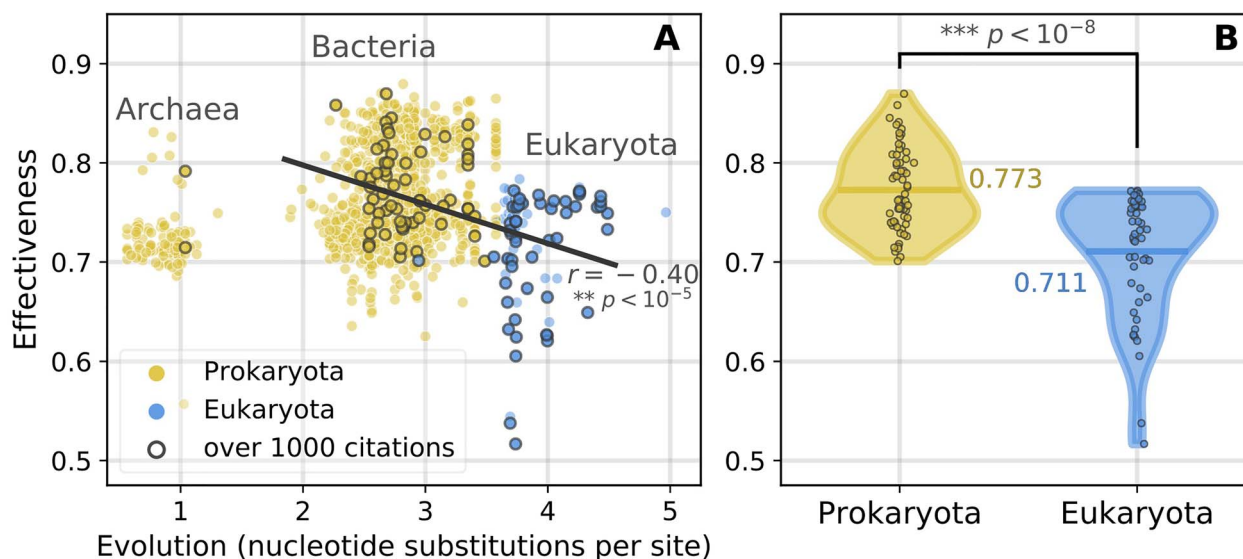 A
Bacteria
Archaea
Eukaryota
r = − 0.40
** p < 10⁻⁵
Prokaryota
Eukaryota
over 1000 citations
0.9
0.8
0.7
0.6
0.5
Effectiveness
1
2
3
4
5
Evolution (nucleotide substitutions per site)
B
*** p < 10⁻⁸
0.773
0.711
0.9
0.8
0.7
0.6
0.5
Prokaryota
Eukaryota